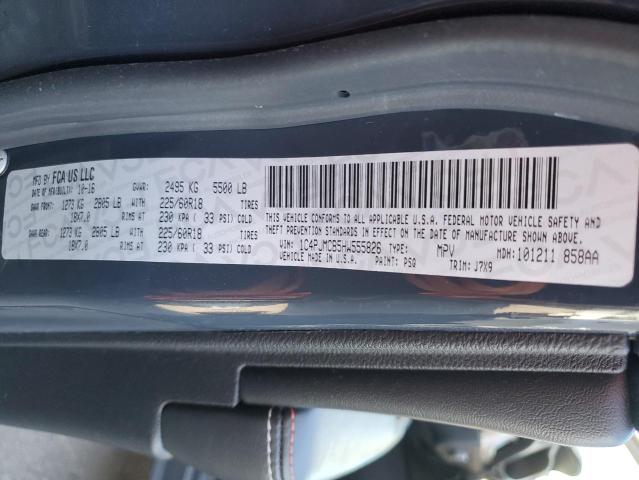 MFD BY FCA US LLC
DATE OF MFR(BUILT): 10-16 GVWR: 2495 KG 5500 LB
GAWR FRONT: 1273 KG 2805 LB 225/60R18 TIRES
18X7.0 RIMS AT 230 KPA ( 33 PSI) COLD
GAWR REAR: 1273 KG 2805 LB 225/60R18 TIRES
18X7.0 RIMS AT 230 KPA ( 33 PSI) COLD
THIS VEHICLE CONFORMS TO ALL APPLICABLE U.S.A. FEDERAL MOTOR VEHICLE SAFETY AND
THEFT PREVENTION STANDARDS IN EFFECT ON THE DATE OF MANUFACTURE SHOWN ABOVE.
VIN: 1C4PJMCB5HW555826 TYPE: MPV MDH: 101211 858AA
VEHICLE MADE IN U.S.A. PAINT: PSQ TRIM: J7X9